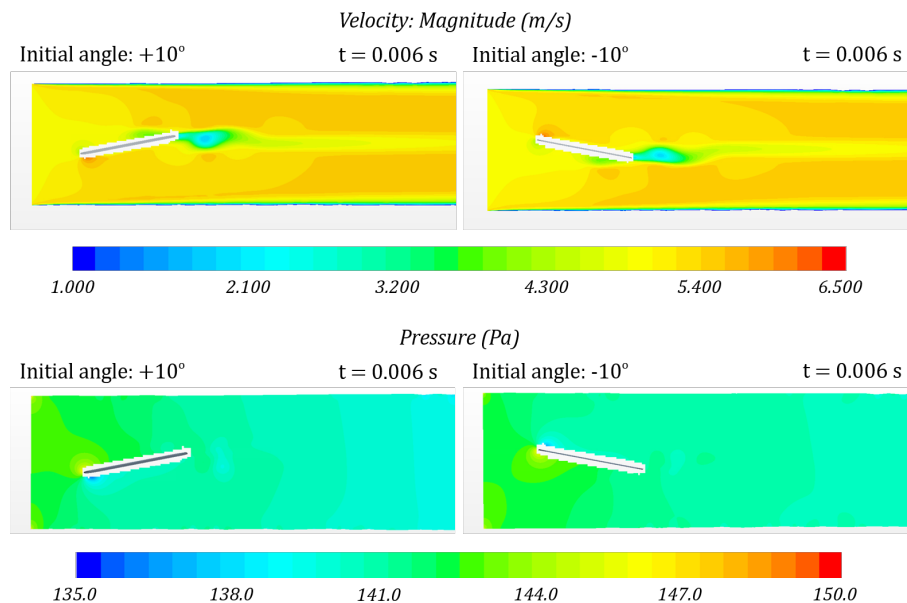 Velocity: Magnitude (m/s)
Initial angle: +10° t = 0.006 s
Initial angle: -10° t = 0.006 s
1.000 2.100 3.200 4.300 5.400 6.500
Pressure (Pa)
Initial angle: +10° t = 0.006 s
Initial angle: -10° t = 0.006 s
135.0 138.0 141.0 144.0 147.0 150.0